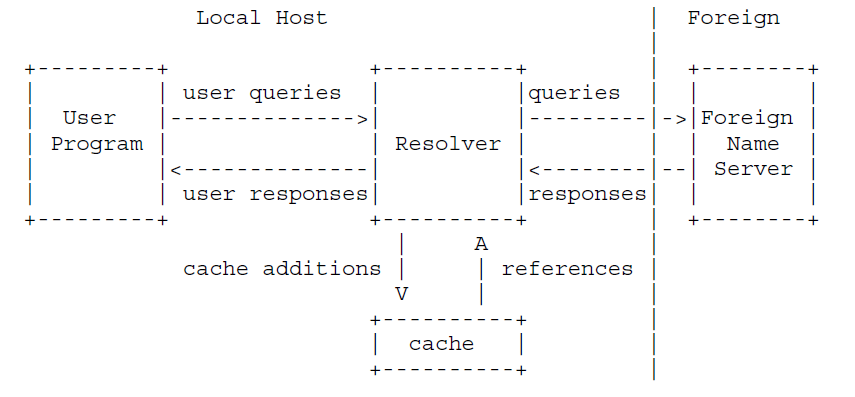 Local Host | Foreign
|
+---------+ +----------+ | +--------+
| | user queries | |queries | | |
| User |-------------->| |---------|->|Foreign |
| Program | | Resolver | | | Name |
| |<--------------| |<--------|--| Server |
| | user responses| |responses| | |
+---------+ +----------+ | +--------+
| A |
cache additions | | references |
V | |
+----------+ |
| cache | |
+----------+ |